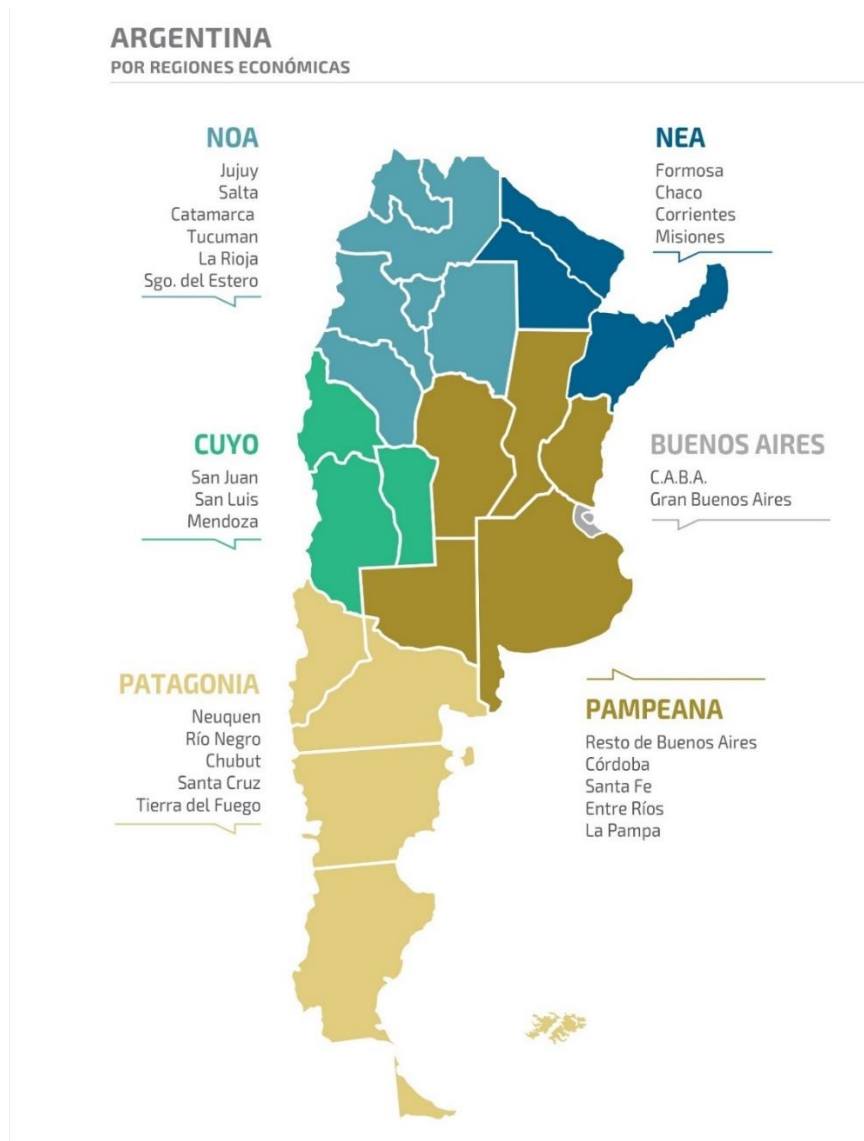 ARGENTINA
POR REGIONES ECONÓMICAS
NOA
Jujuy
Salta
Catamarca
Tucuman
La Rioja
Sgo. del Estero
NEA
Formosa
Chaco
Corrientes
Misiones
CUYO
San Juan
San Luis
Mendoza
BUENOS AIRES
C.A.B.A.
Gran Buenos Aires
PATAGONIA
Neuquen
Río Negro
Chubut
Santa Cruz
Tierra del Fuego
PAMPEANA
Resto de Buenos Aires
Córdoba
Santa Fe
Entre Ríos
La Pampa